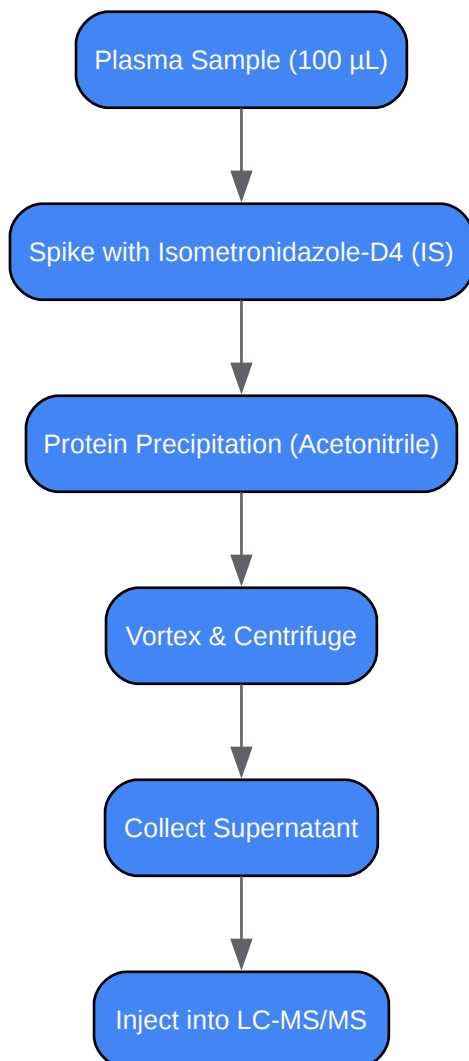 Plasma Sample (100 µL)
Spike with Isometronidazole-D4 (IS)
Protein Precipitation (Acetonitrile)
Vortex & Centrifuge
Collect Supernatant
Inject into LC-MS/MS